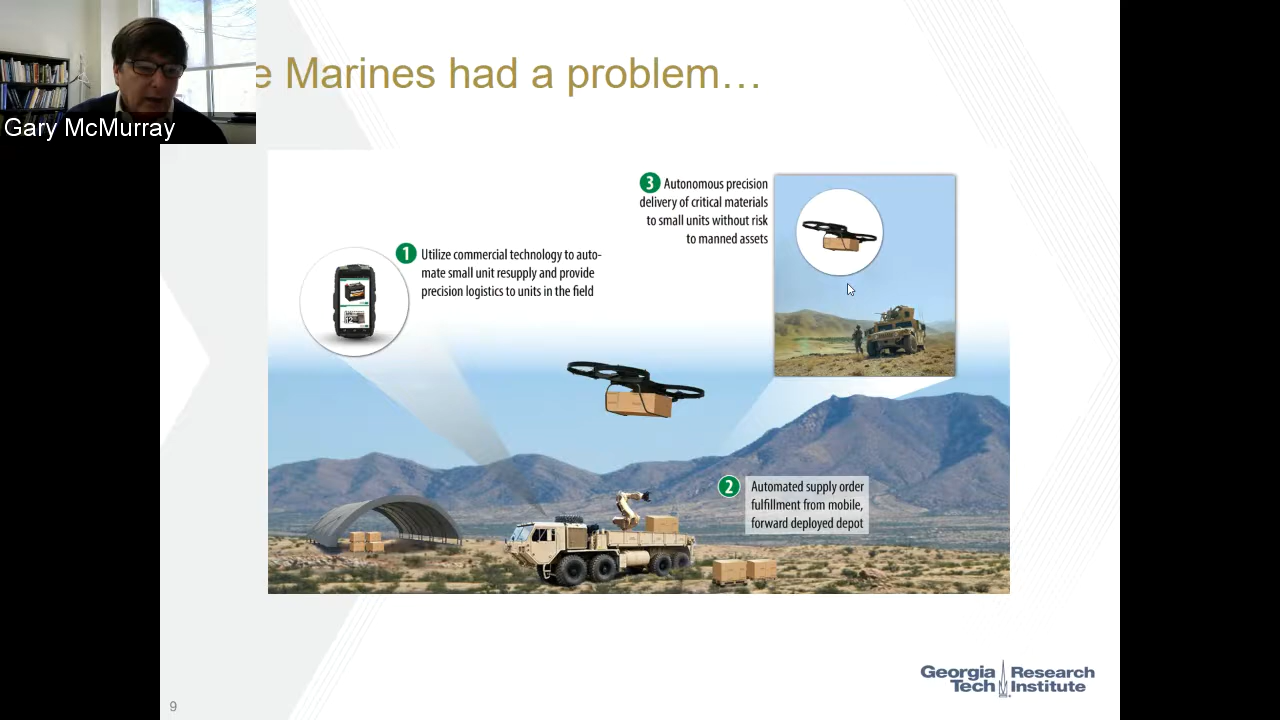 e Marines had a problem…
Gary McMurray
3 Autonomous precision
delivery of critical materials
to small units without risk
to manned assets
1 Utilize commercial technology to auto-
mate small unit resupply and provide
precision logistics to units in the field
2 Automated supply order
fulfillment from mobile,
forward deployed depot
Georgia Tech Research Institute
9